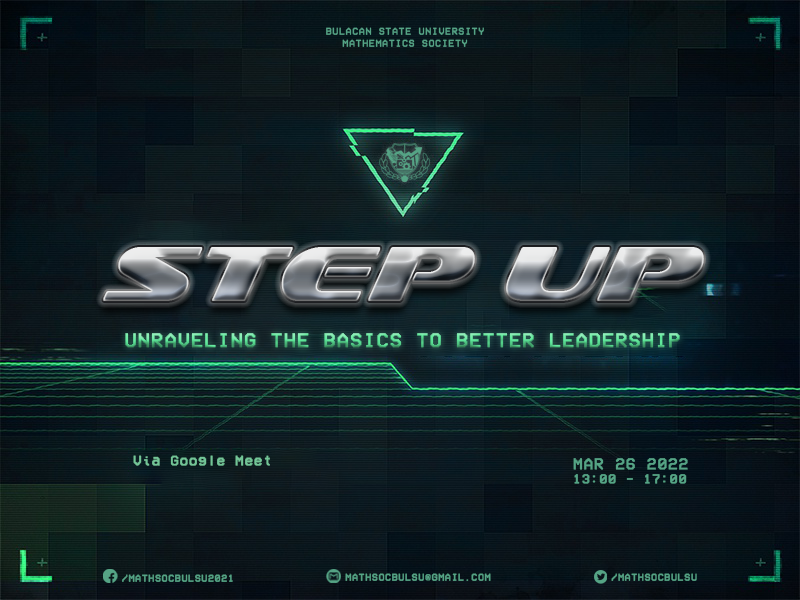 BULACAN STATE UNIVERSITY
MATHEMATICS SOCIETY
STEP UP
UNRAVELING THE BASICS TO BETTER LEADERSHIP
Via Google Meet
MAR 26 2022
13:00 - 17:00
/MATHSOCBULSU2021
MATHSOCBULSU@GMAIL.COM
/MATHSOCBULSU